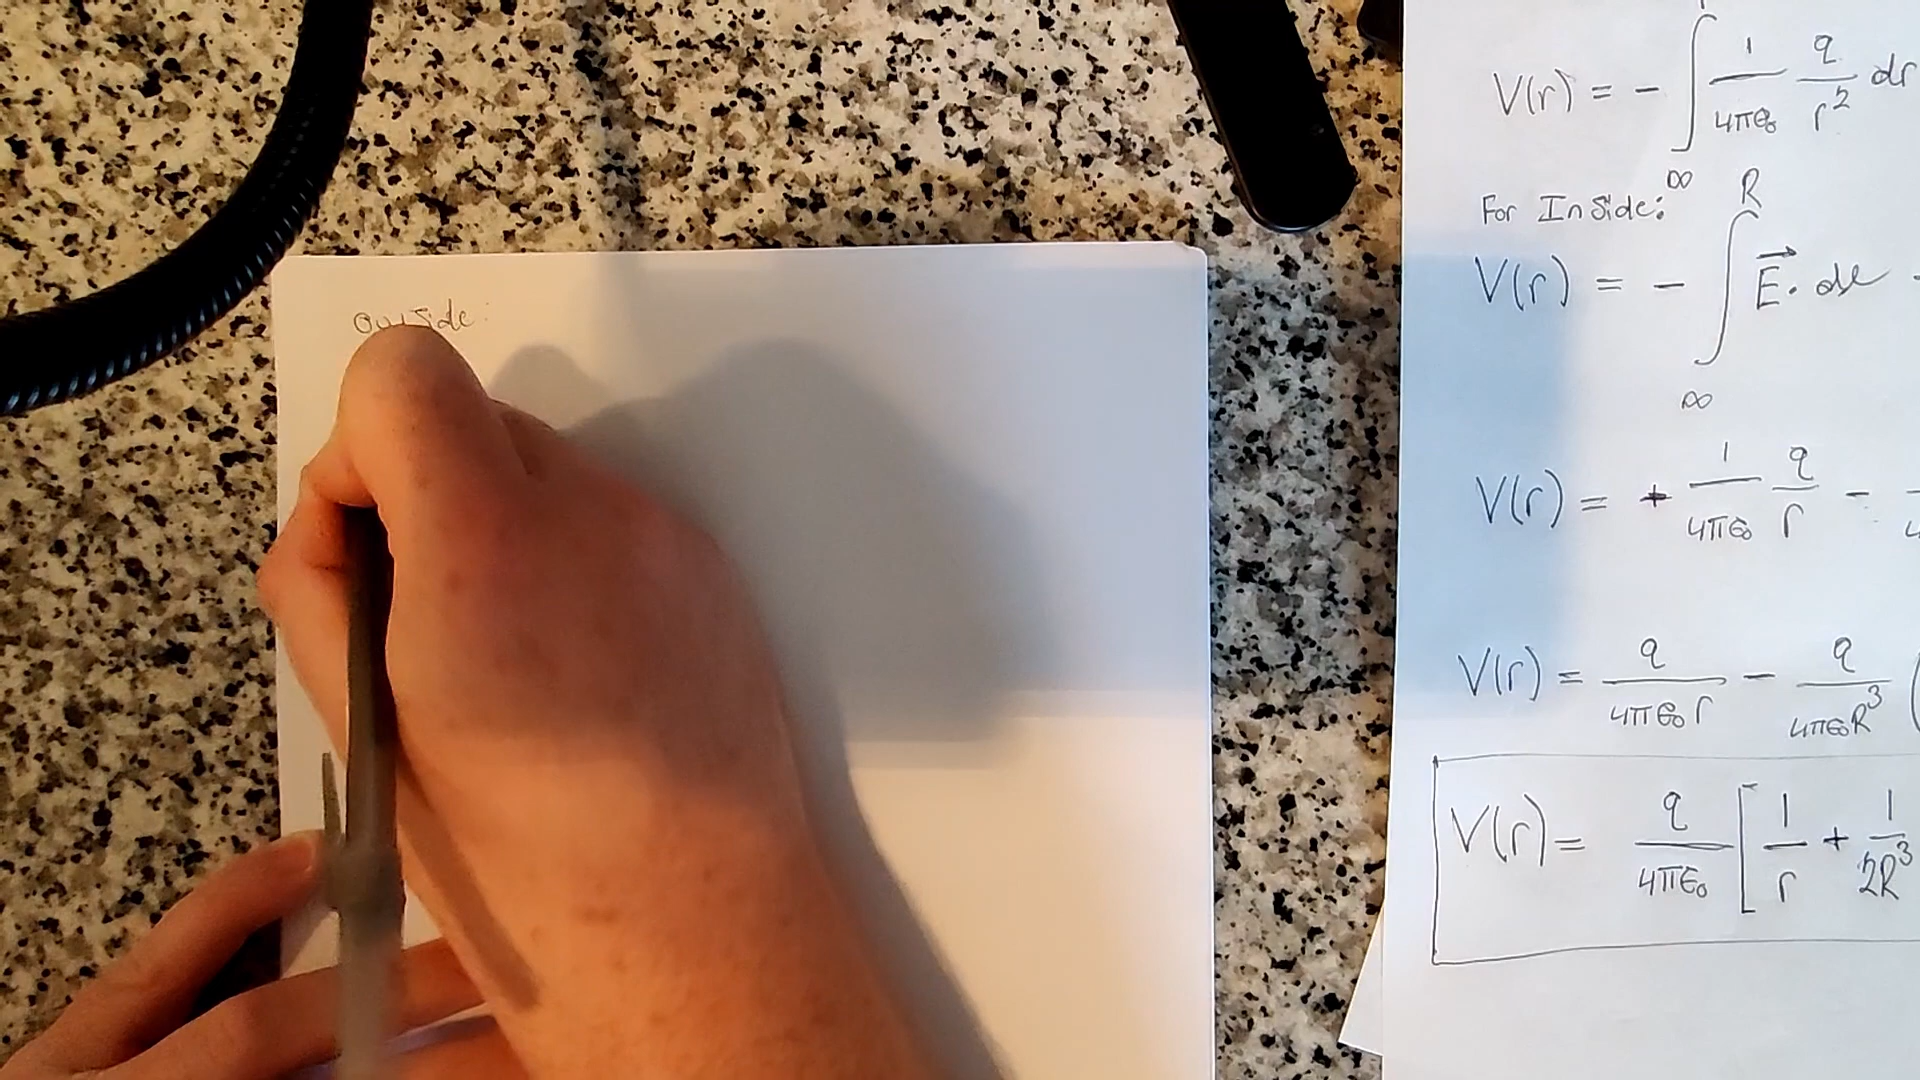 Outside:
V(r) = - ∫ 1/4πε₀ q/r² dr
∞
For Inside:
R
V(r) = - ∫ E⃗ · dl
∞
V(r) = + 1/4πε₀ q/r -
V(r) = q/4πε₀r - q/4πε₀R³ (
V(r) = q/4πε₀ [ 1/r + 1/2R³